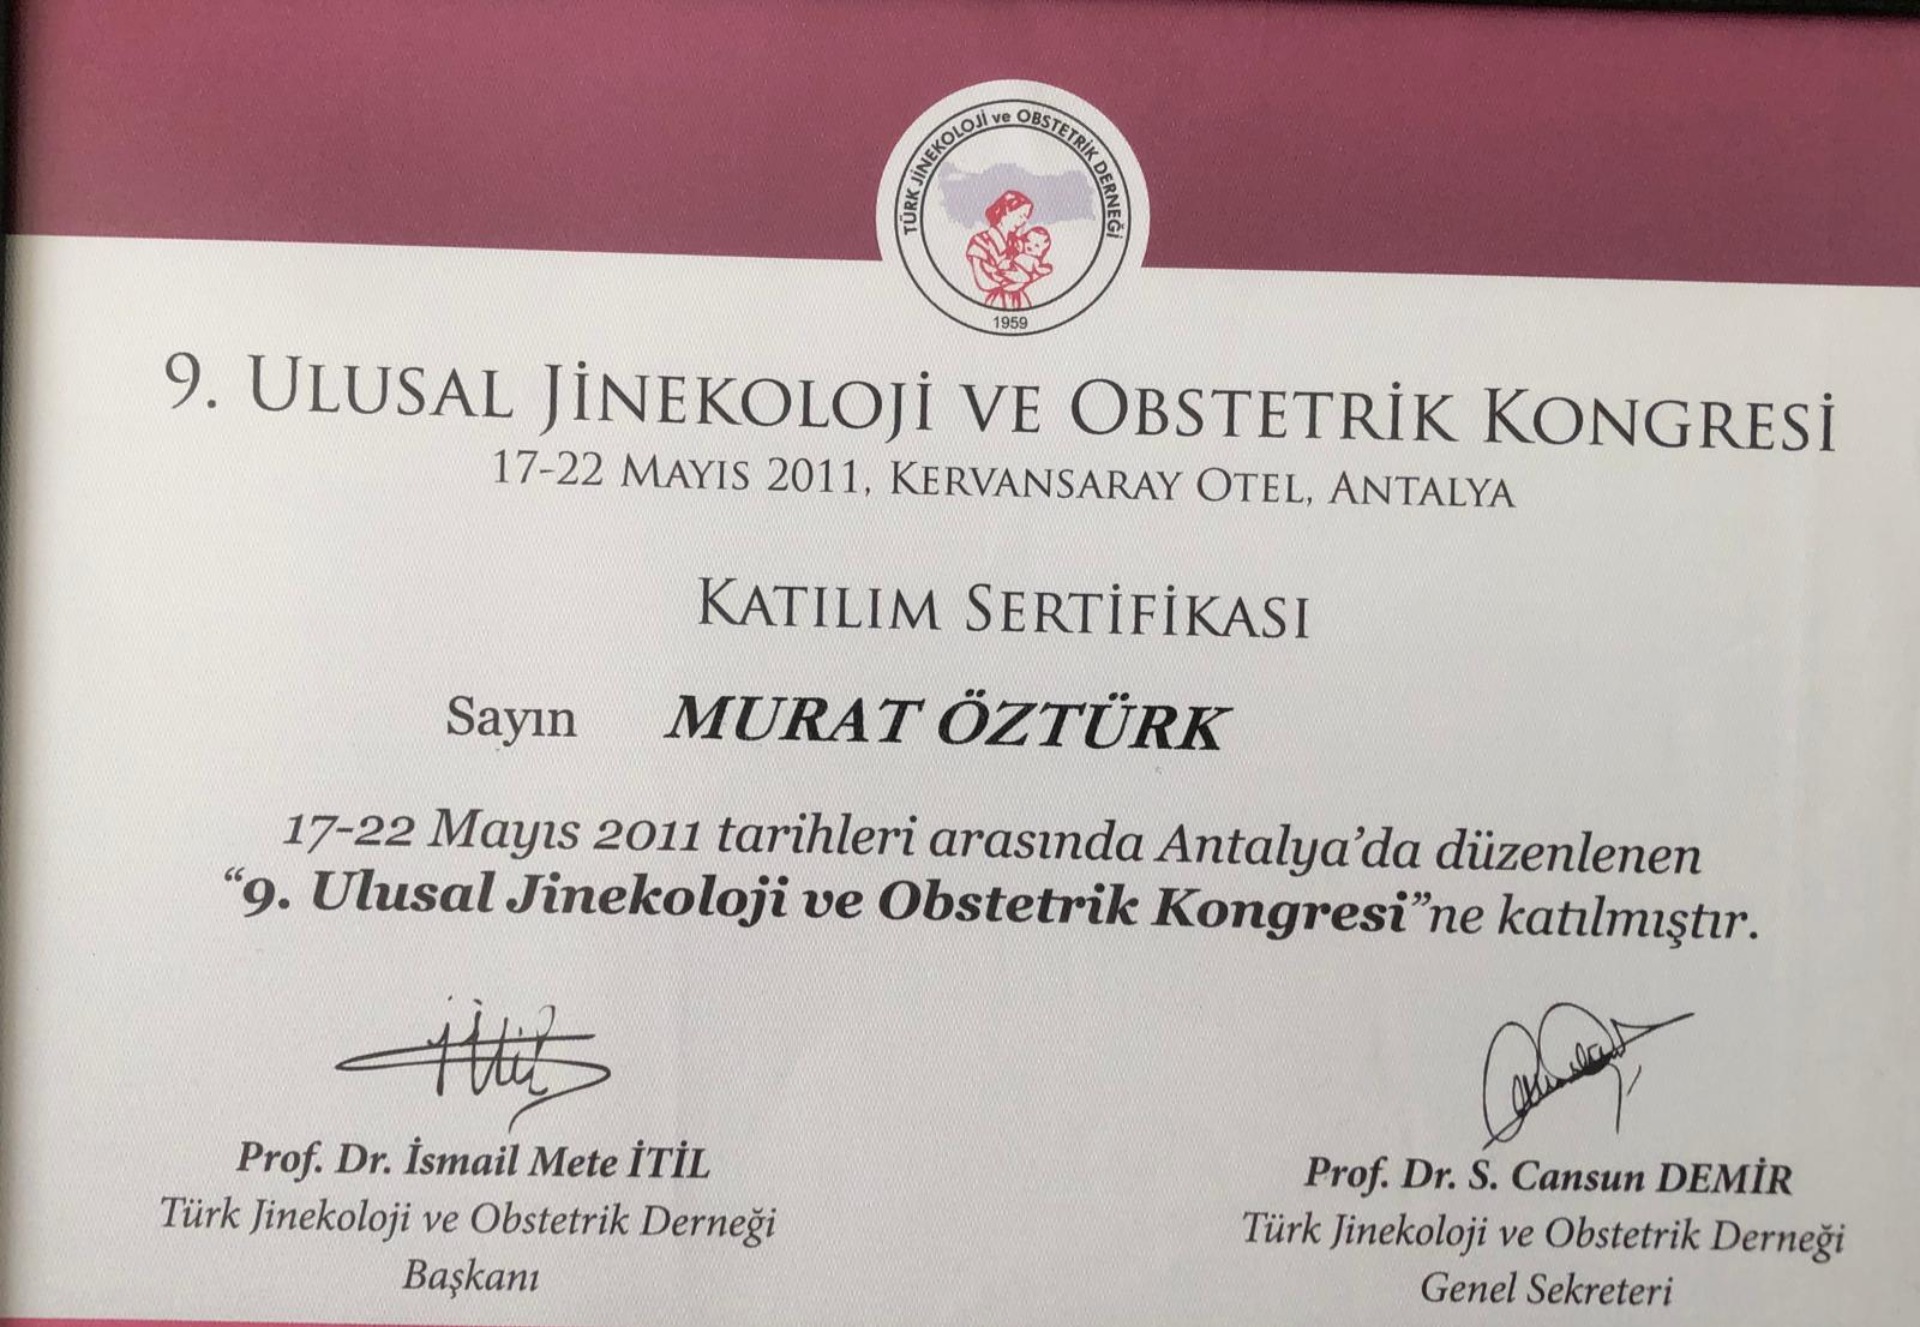 TÜRK JİNEKOLOJİ ve OBSTETRİK DERNEĞİ
1959
9. ULUSAL JİNEKOLOJİ VE OBSTETRİK KONGRESİ
17-22 MAYIS 2011, KERVANSARAY OTEL, ANTALYA
KATILIM SERTİFİKASI
Sayın MURAT ÖZTÜRK
17-22 Mayıs 2011 tarihleri arasında Antalya’da düzenlenen
“9. Ulusal Jinekoloji ve Obstetrik Kongresi”ne katılmıştır.
Prof. Dr. İsmail Mete İTİL
Türk Jinekoloji ve Obstetrik Derneği
Başkanı
Prof. Dr. S. Cansun DEMİR
Türk Jinekoloji ve Obstetrik Derneği
Genel Sekreteri